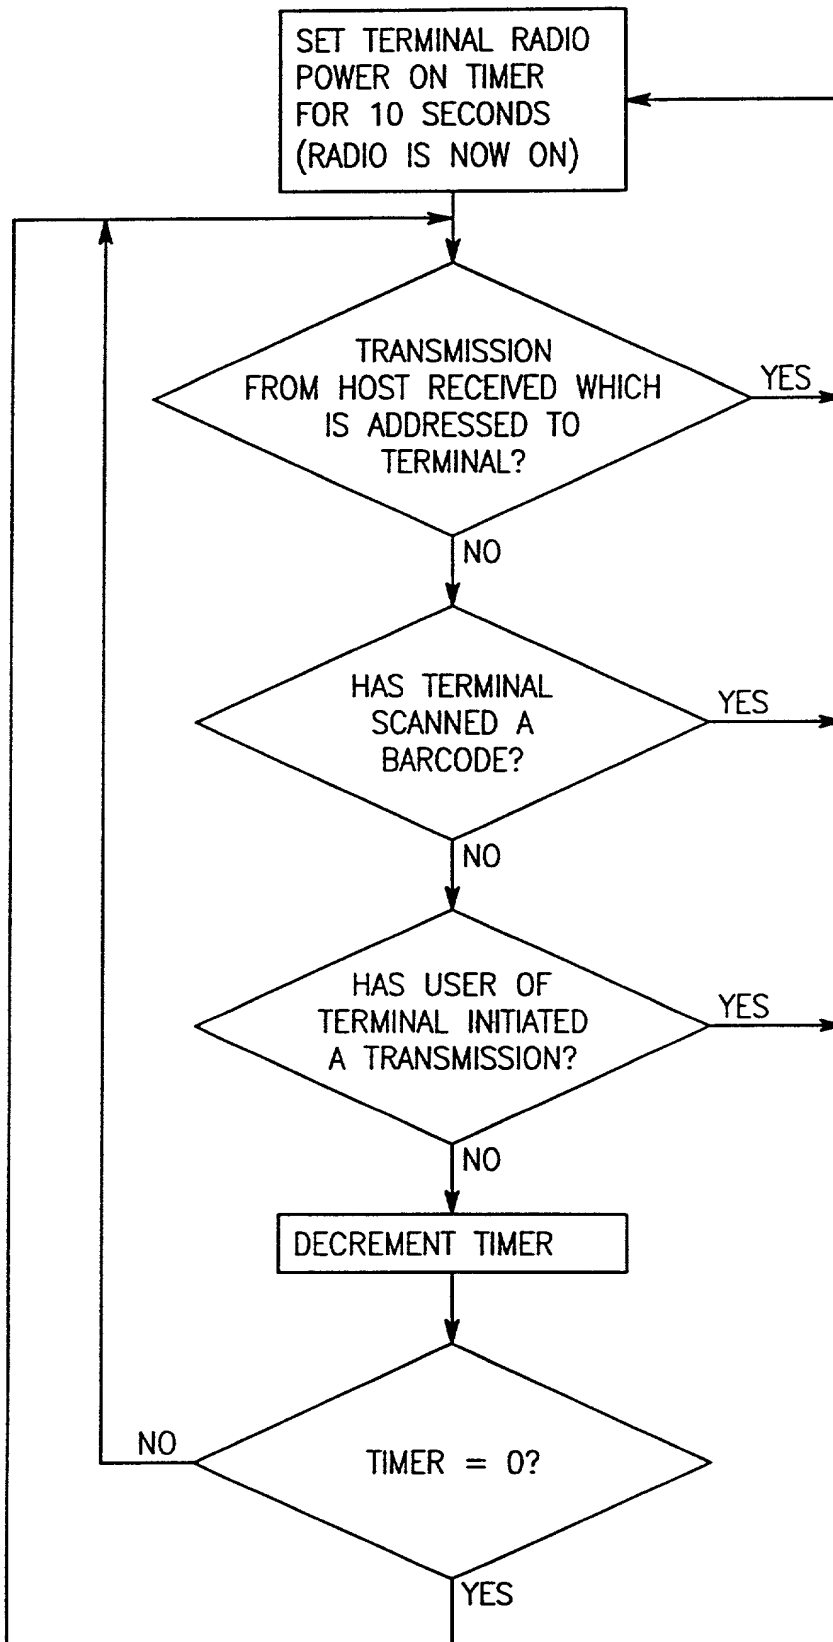 SET TERMINAL RADIO
POWER ON TIMER
FOR 10 SECONDS
(RADIO IS NOW ON)
TRANSMISSION
FROM HOST RECEIVED WHICH
IS ADDRESSED TO
TERMINAL?
YES
NO
HAS TERMINAL
SCANNED A
BARCODE?
YES
NO
HAS USER OF
TERMINAL INITIATED
A TRANSMISSION?
YES
NO
DECREMENT TIMER
TIMER = 0?
NO
YES